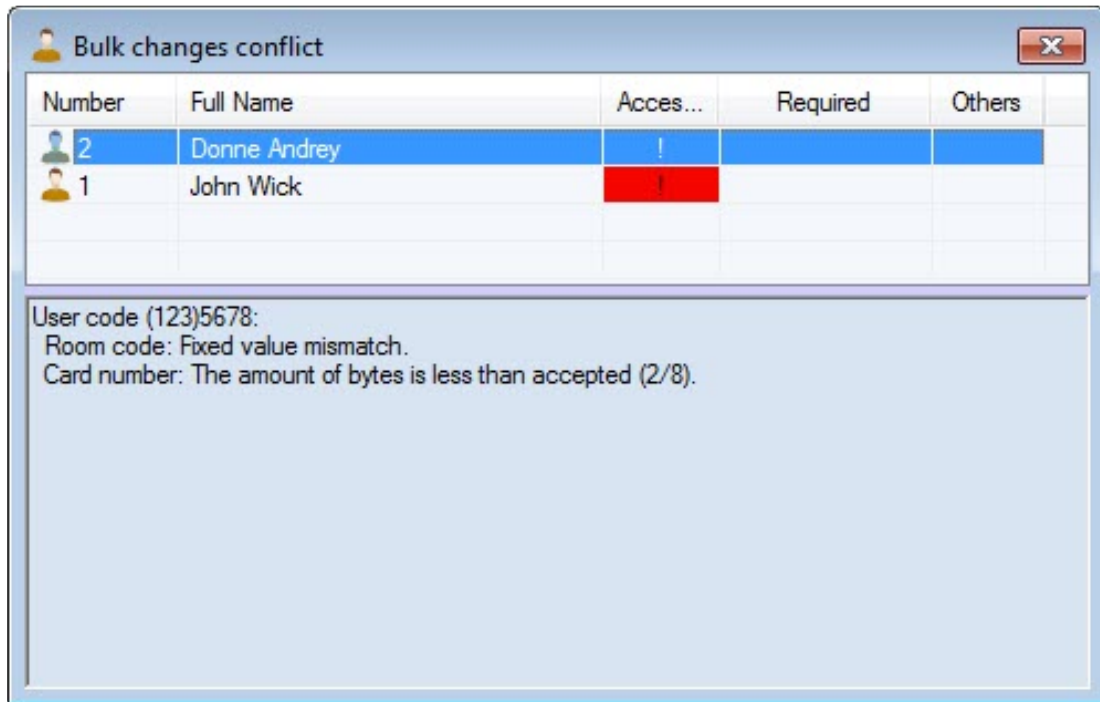 Bulk changes conflict
Number Full Name Acces... Required Others
2 Donne Andrey !
1 John Wick !
User code (123)5678:
Room code: Fixed value mismatch.
Card number: The amount of bytes is less than accepted (2/8).